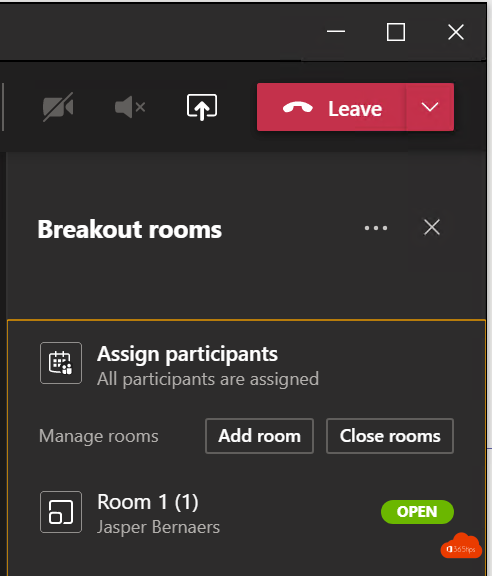 Leave
Breakout rooms
Assign participants
All participants are assigned
Manage rooms Add room Close rooms
Room 1 (1)
Jasper Bernaers
OPEN
365tips